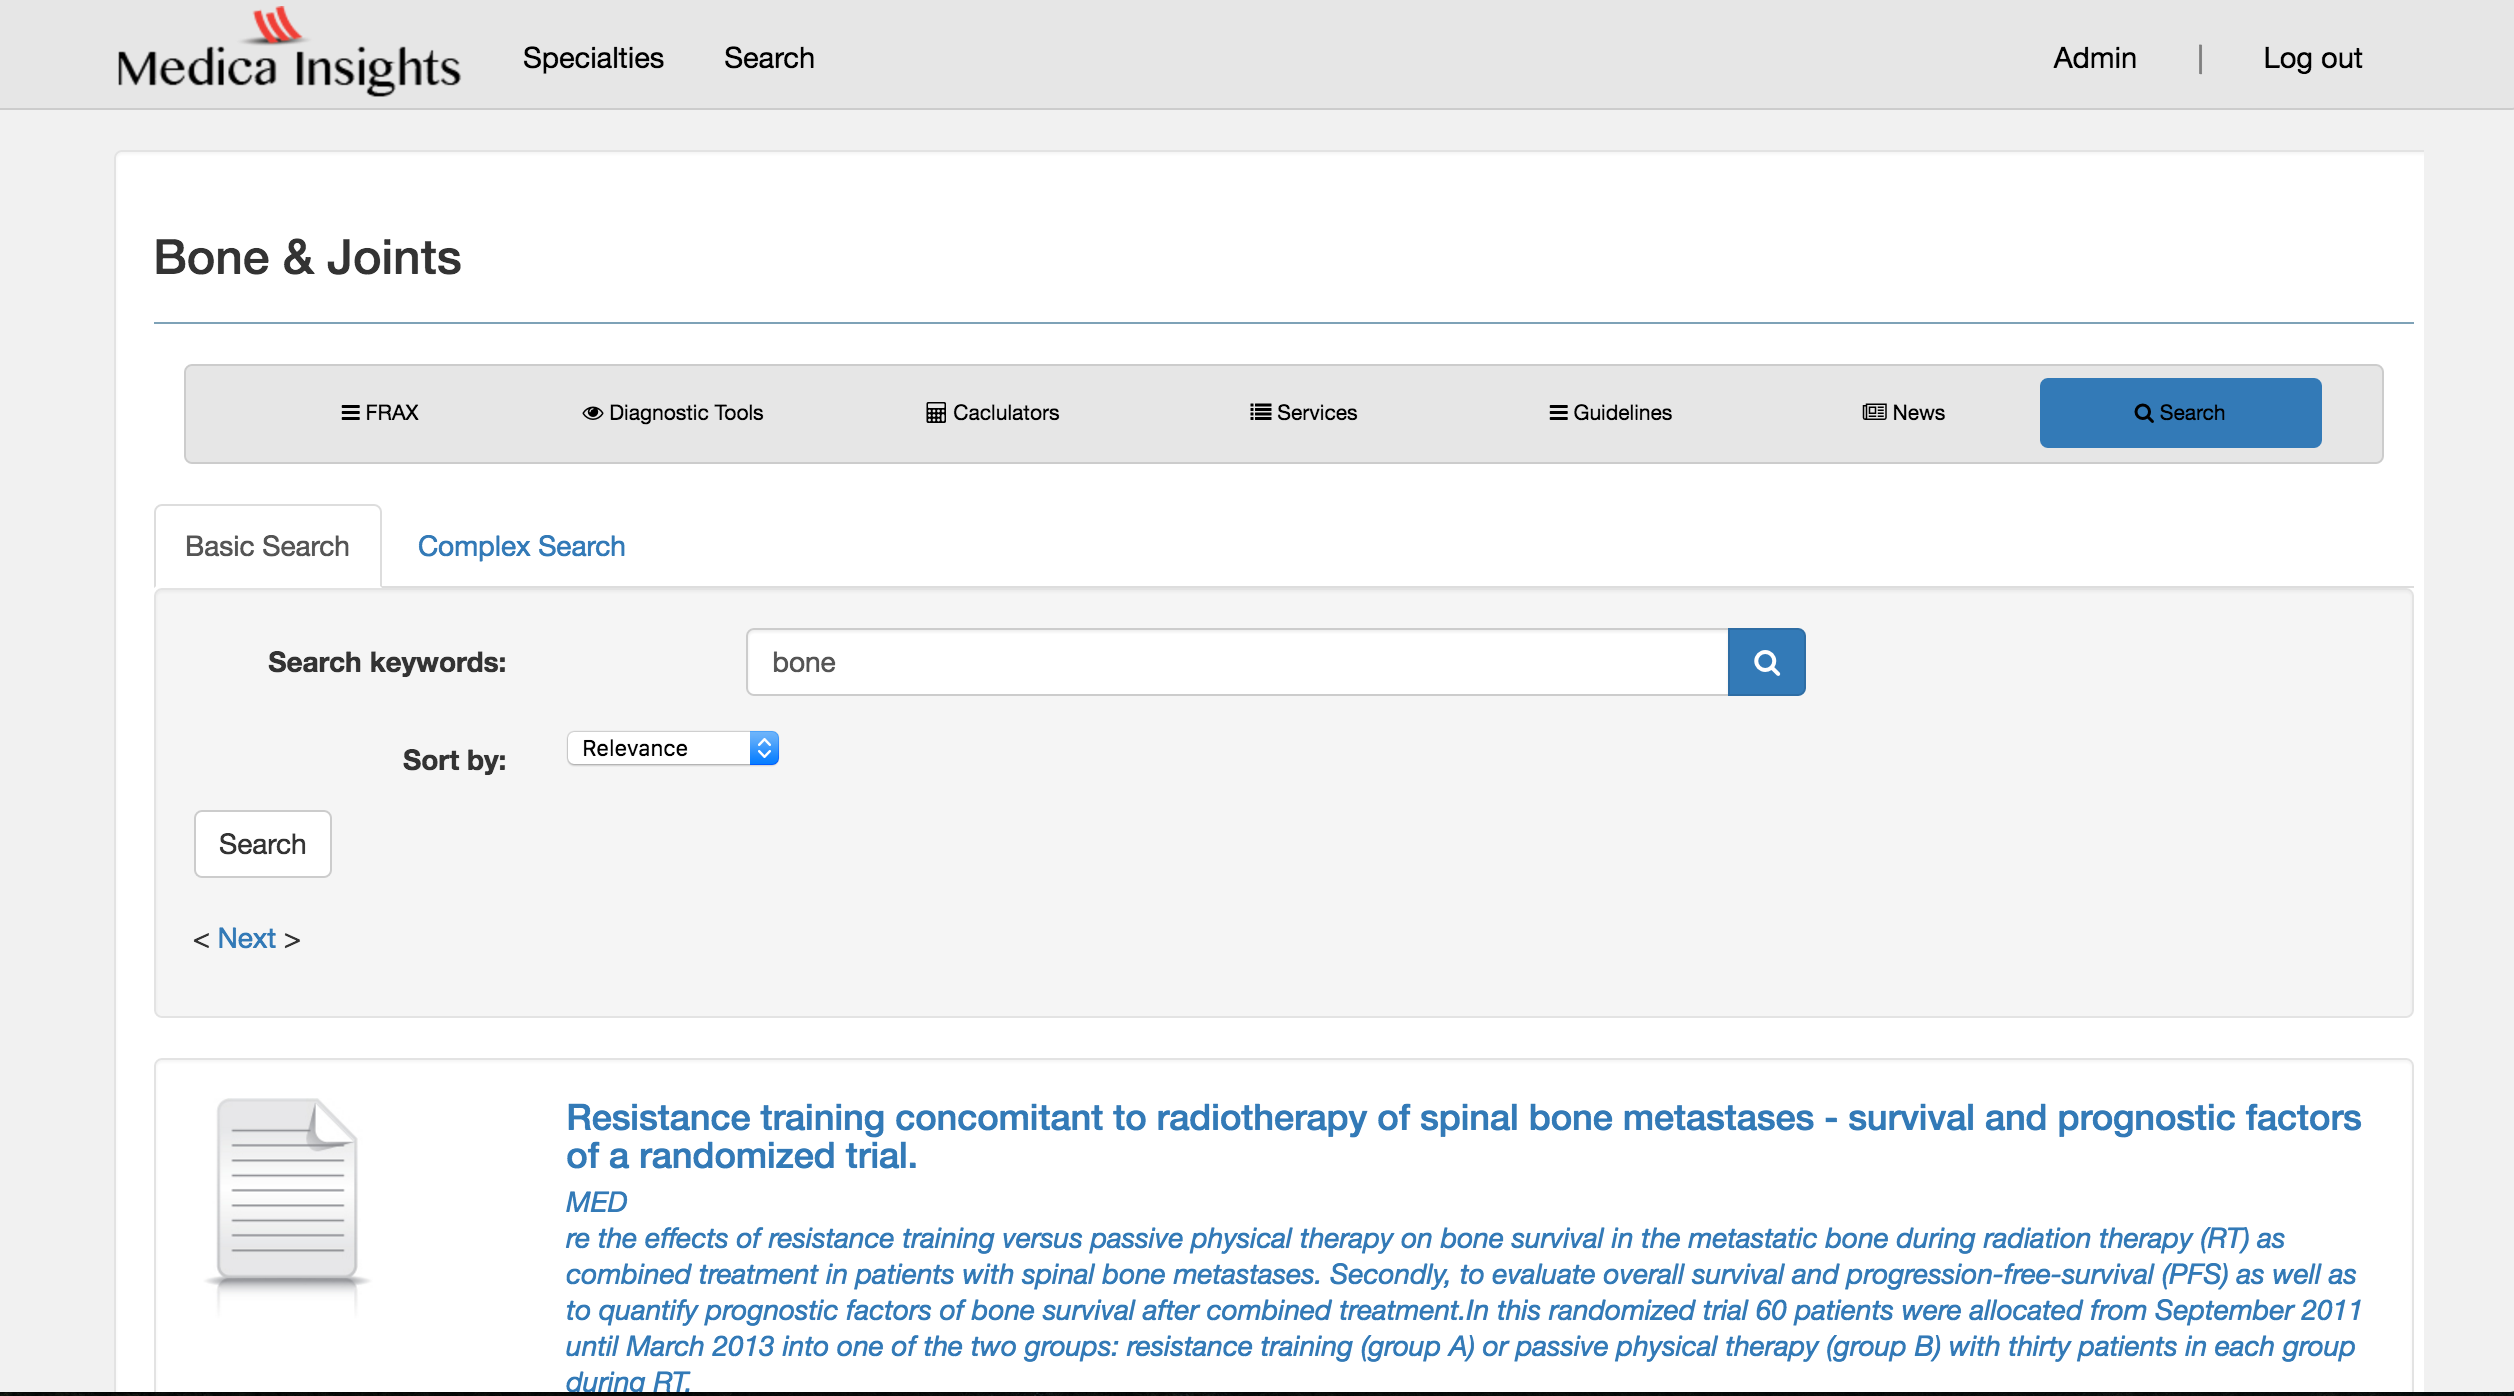 Medica Insights Specialties Search Admin | Log out
Bone & Joints
FRAX Diagnostic Tools Caclulators Services Guidelines News Search
Basic Search Complex Search
Search keywords: bone
Sort by: Relevance
Search
< Next >
Resistance training concomitant to radiotherapy of spinal bone metastases - survival and prognostic factors
of a randomized trial.
MED
re the effects of resistance training versus passive physical therapy on bone survival in the metastatic bone during radiation therapy (RT) as
combined treatment in patients with spinal bone metastases. Secondly, to evaluate overall survival and progression-free-survival (PFS) as well as
to quantify prognostic factors of bone survival after combined treatment.In this randomized trial 60 patients were allocated from September 2011
until March 2013 into one of the two groups: resistance training (group A) or passive physical therapy (group B) with thirty patients in each group
during RT.